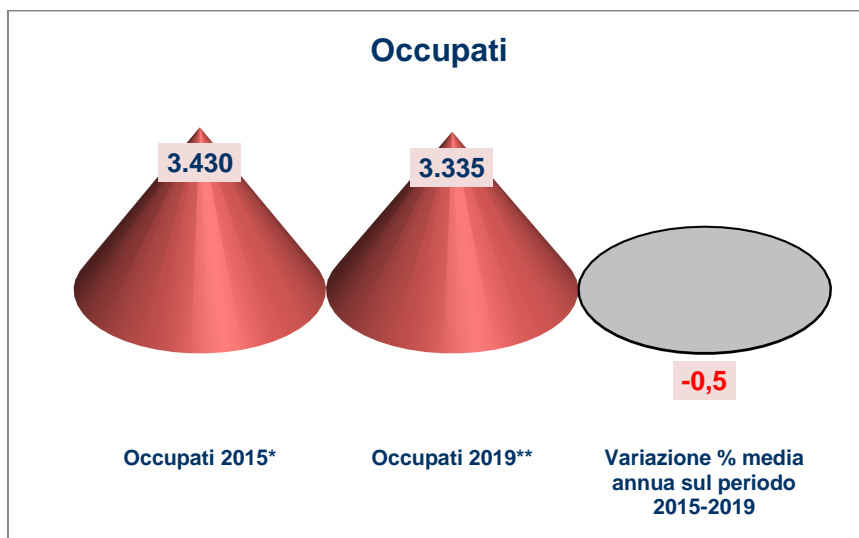 Occupati
3.430
3.335
-0,5
Occupati 2015*
Occupati 2019**
Variazione % media
annua sul periodo
2015-2019